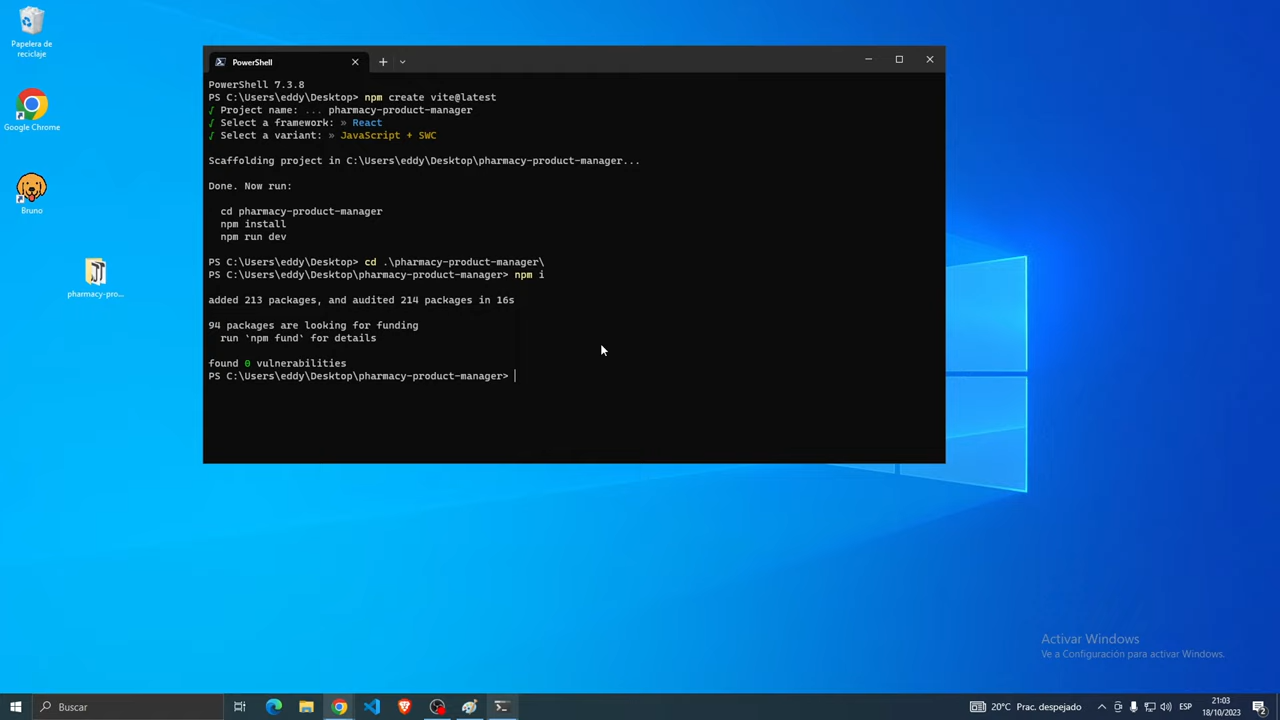 Papelera de
reciclaje
Google Chrome
Bruno
pharmacy-pro...
PowerShell
PowerShell 7.3.8
PS C:\Users\eddy\Desktop> npm create vite@latest
√ Project name: ... pharmacy-product-manager
√ Select a framework: » React
√ Select a variant: » JavaScript + SWC
Scaffolding project in C:\Users\eddy\Desktop\pharmacy-product-manager...
Done. Now run:
cd pharmacy-product-manager
npm install
npm run dev
PS C:\Users\eddy\Desktop> cd .\pharmacy-product-manager\
PS C:\Users\eddy\Desktop\pharmacy-product-manager> npm i
added 213 packages, and audited 214 packages in 16s
94 packages are looking for funding
run `npm fund` for details
found 0 vulnerabilities
PS C:\Users\eddy\Desktop\pharmacy-product-manager>
Activar Windows
Ve a Configuración para activar Windows.
Buscar
20°C Prac. despejado
ESP
21:03
18/10/2023
2